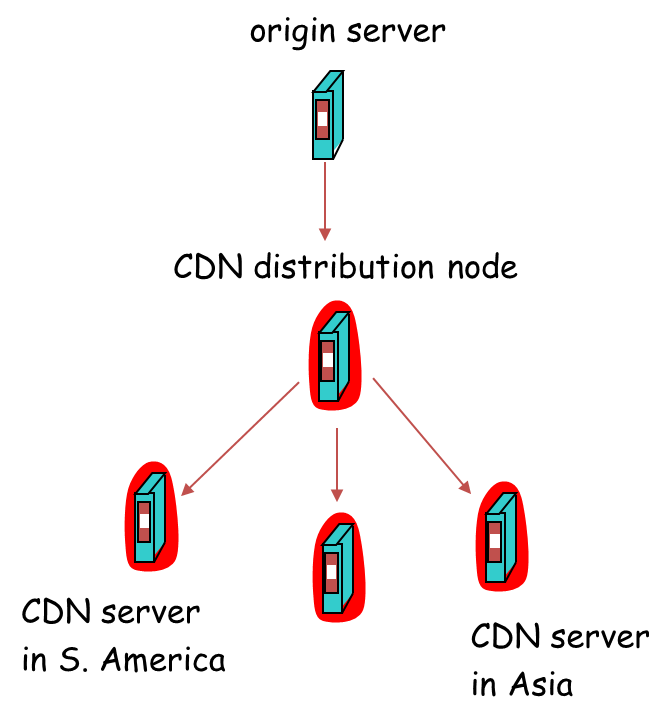 origin server
CDN distribution node
CDN server
in S. America
CDN server
in Asia